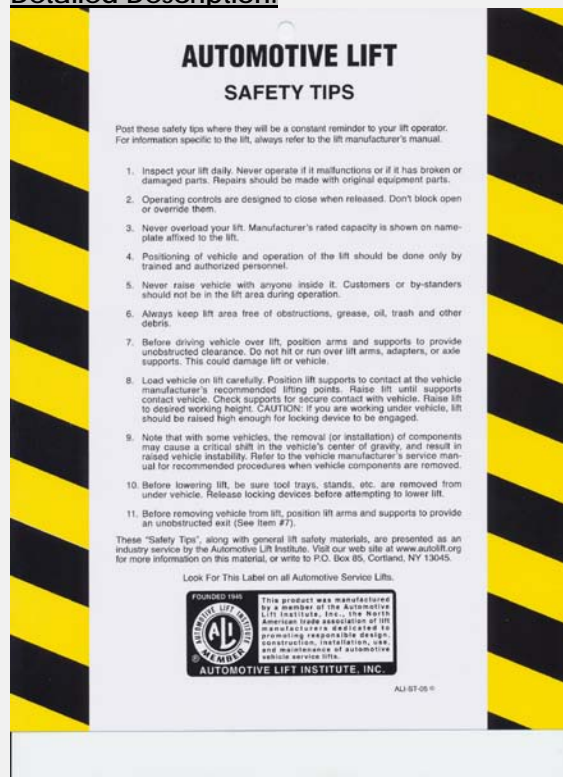 Detailed Description:
AUTOMOTIVE LIFT
SAFETY TIPS
Post these safety tips where they will be a constant reminder to your lift operator.
For information specific to the lift, always refer to the lift manufacturer's manual.
1. Inspect your lift daily. Never operate if it malfunctions or if it has broken or
damaged parts. Repairs should be made with original equipment parts.
2. Operating controls are designed to close when released. Don't block open
or override them.
3. Never overload your lift. Manufacturer's rated capacity is shown on name-
plate affixed to the lift.
4. Positioning of vehicle and operation of the lift should be done only by
trained and authorized personnel.
5. Never raise vehicle with anyone inside it. Customers or by-standers
should not be in the lift area during operation.
6. Always keep lift area free of obstructions, grease, oil, trash and other
debris.
7. Before driving vehicle over lift, position arms and supports to provide
unobstructed clearance. Do not hit or run over lift arms, adapters, or axle
supports. This could damage lift or vehicle.
8. Load vehicle on lift carefully. Position lift supports to contact at the vehicle
manufacturer's recommended lifting points. Raise lift until supports
contact vehicle. Check supports for secure contact with vehicle. Raise lift
to desired working height. CAUTION: If you are working under vehicle, lift
should be raised high enough for locking device to be engaged.
9. Note that with some vehicles, the removal (or installation) of components
may cause a critical shift in the vehicle's center of gravity, and result in
raised vehicle instability. Refer to the vehicle manufacturer's service man-
ual for recommended procedures when vehicle components are removed.
10. Before lowering lift, be sure tool trays, stands, etc. are removed from
under vehicle. Release locking devices before attempting to lower lift.
11. Before removing vehicle from lift, position lift arms and supports to provide
an unobstructed exit (See Item #7).
These "Safety Tips", along with general lift safety materials, are presented as an
industry service by the Automotive Lift Institute. Visit our web site at www.autolift.org
for more information on this material, or write to P.O. Box 85, Cortland, NY 13045.
Look For This Label on all Automotive Service Lifts.
FOUNDED 1945
AUTOMOTIVE LIFT INSTITUTE
ALI
MEMBER
This product was manufactured
by a member of the Automotive
Lift Institute, Inc., the North
American trade association of lift
manufacturers dedicated to
promoting responsible design,
construction, installation, use,
and maintenance of automotive
vehicle service lifts.
AUTOMOTIVE LIFT INSTITUTE, INC.
ALI-ST-05 ©